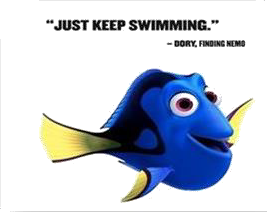 “JUST KEEP SWIMMING.”
– DORY, FINDING NEMO